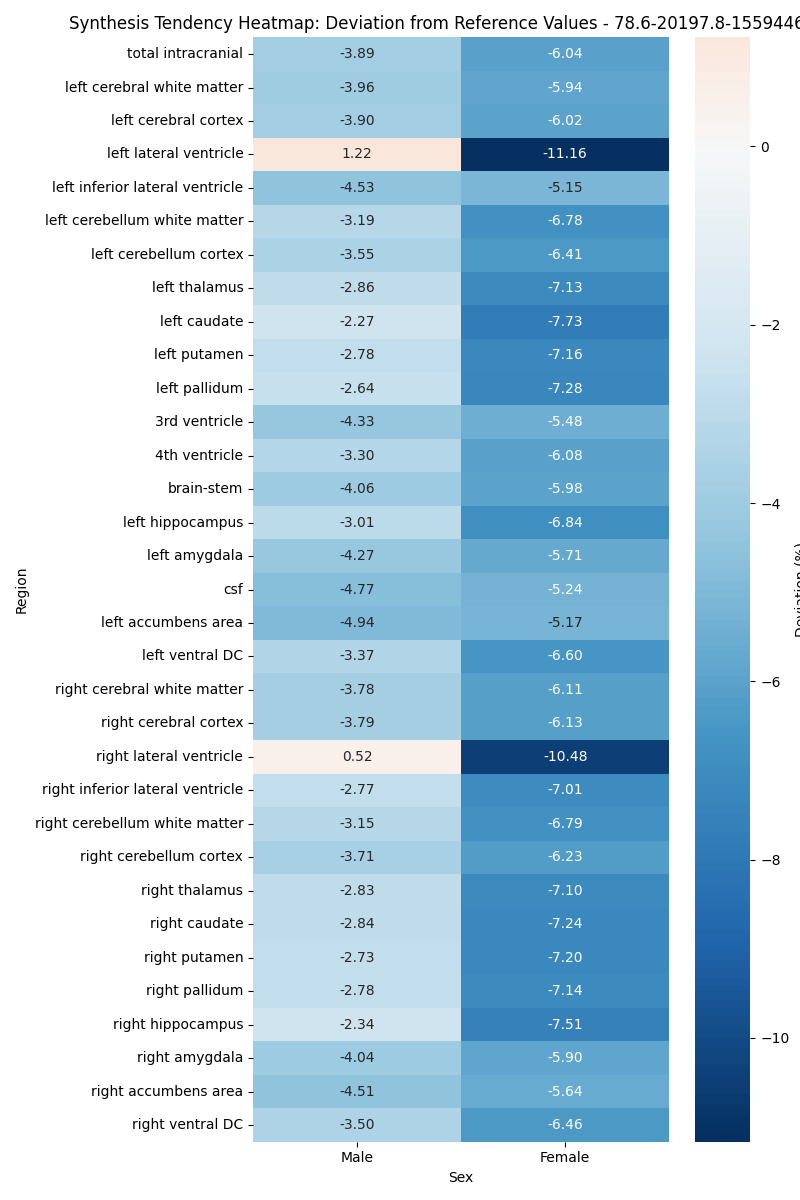 Synthesis Tendency Heatmap: Deviation from Reference Values - 78.6-20197.8-1559446
total intracranial -3.89 -6.04
left cerebral white matter -3.96 -5.94
left cerebral cortex -3.90 -6.02
left lateral ventricle 1.22 -11.16
left inferior lateral ventricle -4.53 -5.15
left cerebellum white matter -3.19 -6.78
left cerebellum cortex -3.55 -6.41
left thalamus -2.86 -7.13
left caudate -2.27 -7.73
left putamen -2.78 -7.16
left pallidum -2.64 -7.28
3rd ventricle -4.33 -5.48
4th ventricle -3.30 -6.08
brain-stem -4.06 -5.98
left hippocampus -3.01 -6.84
left amygdala -4.27 -5.71
csf -4.77 -5.24
left accumbens area -4.94 -5.17
left ventral DC -3.37 -6.60
right cerebral white matter -3.78 -6.11
right cerebral cortex -3.79 -6.13
right lateral ventricle 0.52 -10.48
right inferior lateral ventricle -2.77 -7.01
right cerebellum white matter -3.15 -6.79
right cerebellum cortex -3.71 -6.23
right thalamus -2.83 -7.10
right caudate -2.84 -7.24
right putamen -2.73 -7.20
right pallidum -2.78 -7.14
right hippocampus -2.34 -7.51
right amygdala -4.04 -5.90
right accumbens area -4.51 -5.64
right ventral DC -3.50 -6.46
Male Female
Sex
Region
0
−2
−4
−6
−8
−10
Deviation (%)